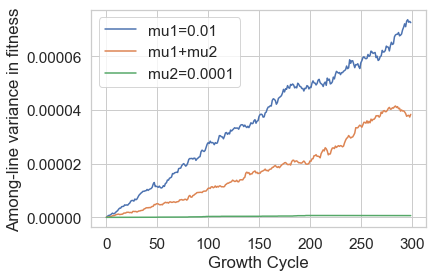 Among-line variance in fitness
0.00006
0.00004
0.00002
0.00000
mu1=0.01
mu1+mu2
mu2=0.0001
0 50 100 150 200 250 300
Growth Cycle